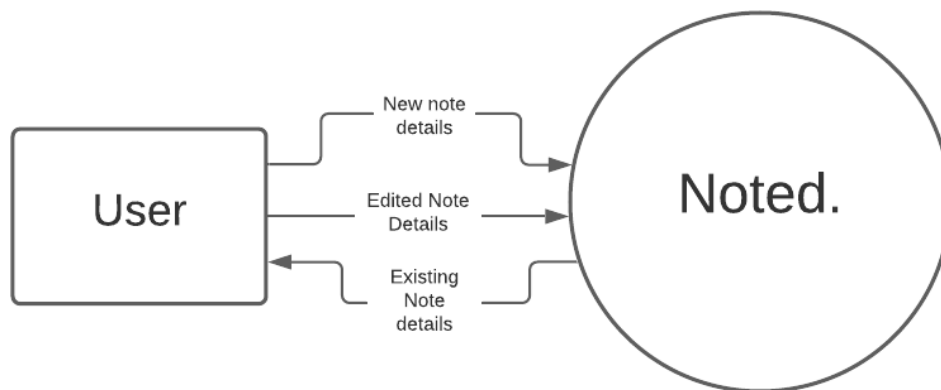 New note
details
User
Edited Note
Details
Noted.
Existing
Note
details